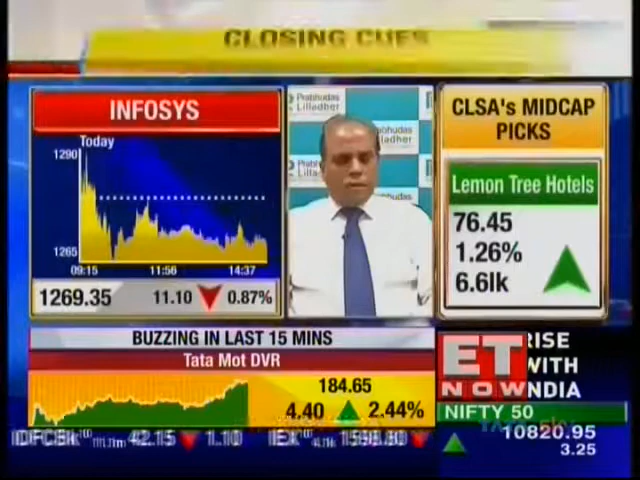 CLOSING CUES
INFOSYS
Today
1290
1265
09:15 11:56 14:37
1269.35 11.10 0.87%
Prabhudas
Lilladher
CLSA's MIDCAP
PICKS
Lemon Tree Hotels
76.45
1.26%
6.6lk
BUZZING IN LAST 15 MINS
Tata Mot DVR
184.65
4.40 2.44%
ET
NOW
RISE
WITH
INDIA
NIFTY 50
10820.95
3.25
IDFCBK 42.15 1.10 IEX 1598.80